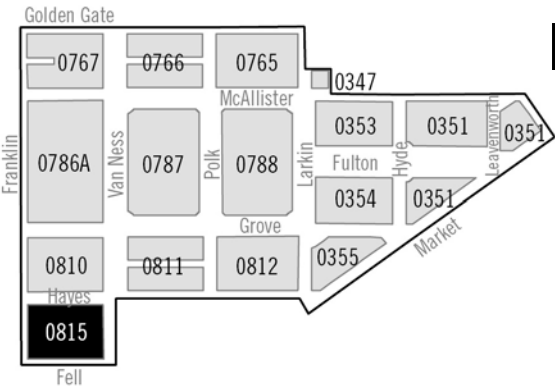 Golden Gate
0767
0766
0765
0347
McAllister
Franklin
0786A
Van Ness
0787
Polk
0788
Larkin
0353
Hyde
0351
Leavenworth
0351
Fulton
0354
0351
Market
Grove
0810
0811
0812
0355
Hayes
0815
Fell